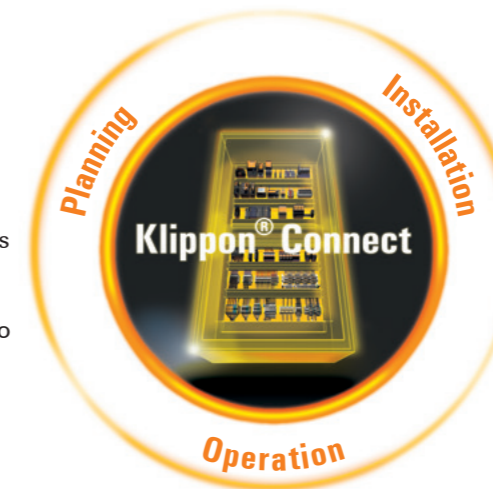 Planning
Installation
s
Klippon® Connect
o
Operation